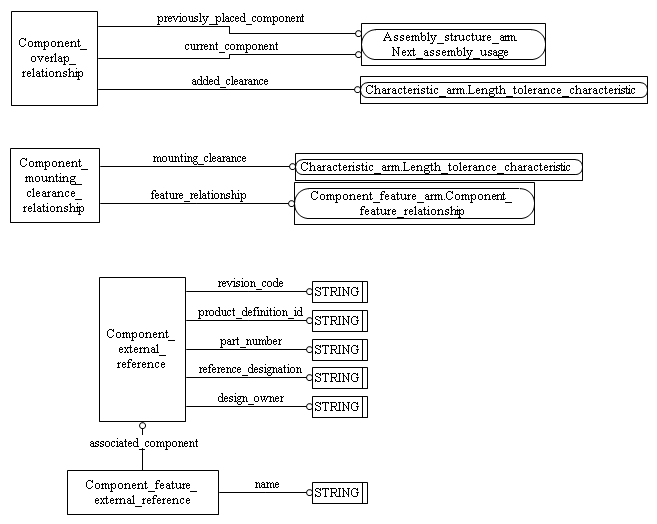 previously_placed_component
Component_
overlap_
relationship
current_component
Assembly_structure_arm.
Next_assembly_usage
added_clearance
Characteristic_arm.Length_tolerance_characteristic
Component_
mounting_
clearance_
relationship
mounting_clearance
Characteristic_arm.Length_tolerance_characteristic
feature_relationship
Component_feature_arm.Component_
feature_relationship
Component_
external_
reference
revision_code
STRING
product_definition_id
STRING
part_number
STRING
reference_designation
STRING
design_owner
STRING
associated_component
Component_feature_
external_reference
name
STRING